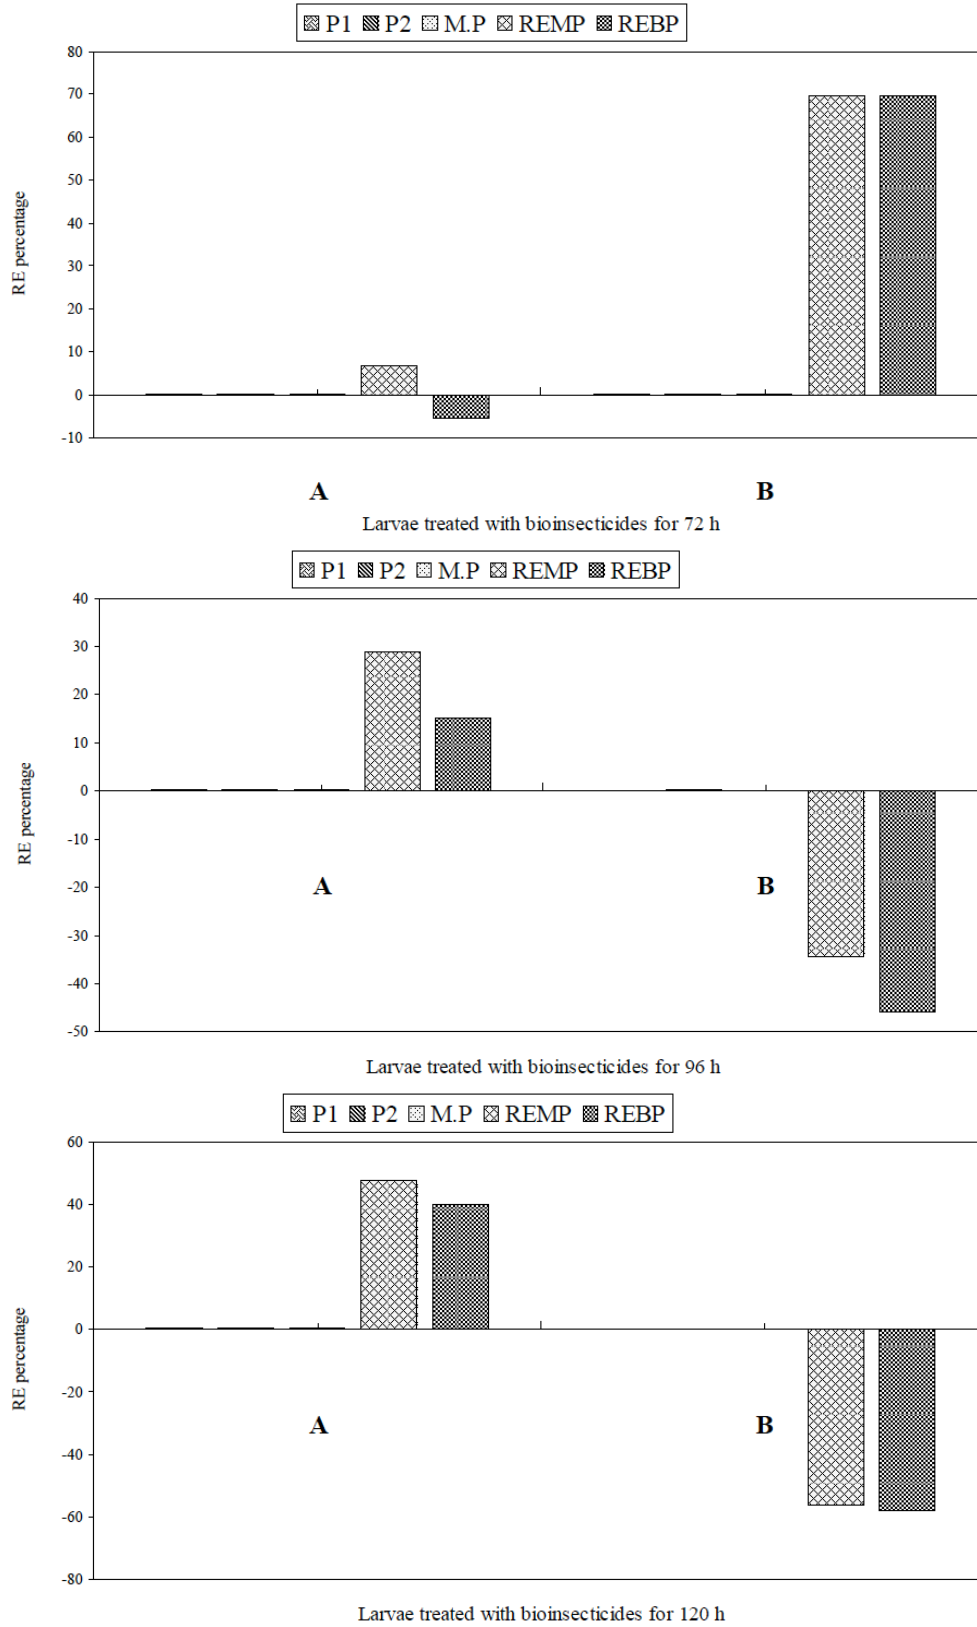 P1 P2 M.P REMP REBP
80
70
60
50
40
30
20
10
0
-10
RE percentage
A B
Larvae treated with bioinsecticides for 72 h
P1 P2 M.P REMP REBP
40
30
20
10
0
-10
-20
-30
-40
-50
RE percentage
A B
Larvae treated with bioinsecticides for 96 h
P1 P2 M.P REMP REBP
60
40
20
0
-20
-40
-60
-80
RE percentage
A B
Larvae treated with bioinsecticides for 120 h